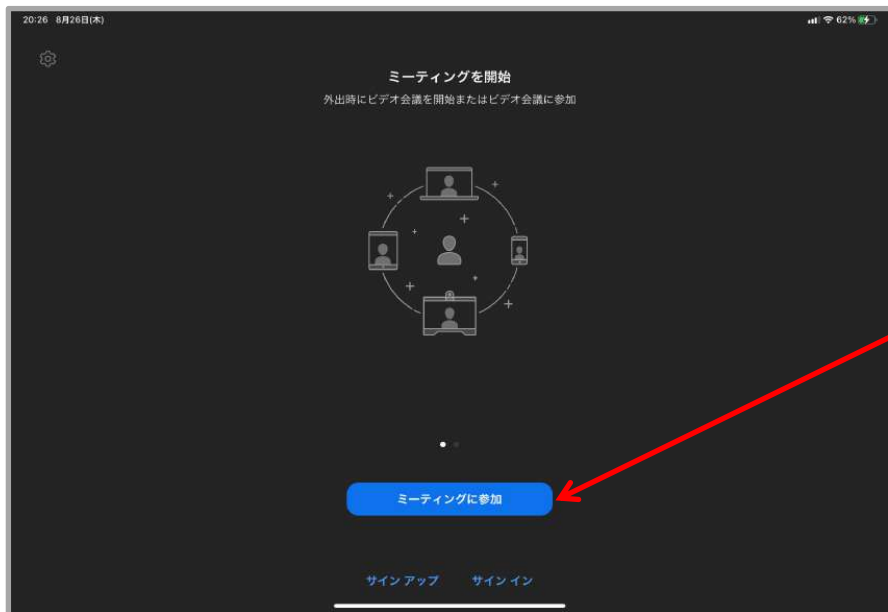 20:26 8月26日(木)
62%
ミーティングを開始
外出時にビデオ会議を開始またはビデオ会議に参加
ミーティングに参加
サイン アップ サイン イン